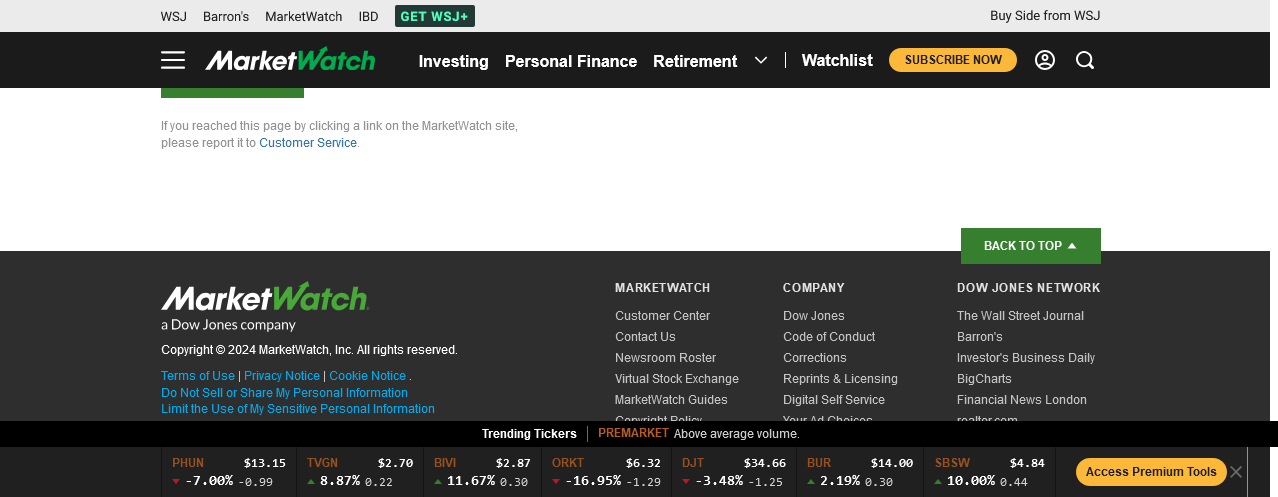 WSJ Barron's MarketWatch IBD GET WSJ+ Buy Side from WSJ
MarketWatch Investing Personal Finance Retirement Watchlist SUBSCRIBE NOW
If you reached this page by clicking a link on the MarketWatch site,
please report it to Customer Service.
BACK TO TOP
MarketWatch
a Dow Jones company
Copyright © 2024 MarketWatch, Inc. All rights reserved.
Terms of Use | Privacy Notice | Cookie Notice .
Do Not Sell or Share My Personal Information
Limit the Use of My Sensitive Personal Information
MARKETWATCH
Customer Center
Contact Us
Newsroom Roster
Virtual Stock Exchange
MarketWatch Guides
Copyright Policy
COMPANY
Dow Jones
Code of Conduct
Corrections
Reprints & Licensing
Digital Self Service
Your Ad Choices
DOW JONES NETWORK
The Wall Street Journal
Barron's
Investor's Business Daily
BigCharts
Financial News London
realtor.com
Trending Tickers PREMARKET Above average volume.
PHUN $13.15
-7.00% -0.99
TVGN $2.70
8.87% 0.22
BIVI $2.87
11.67% 0.30
ORKT $6.32
-16.95% -1.29
DJT $34.66
-3.48% -1.25
BUR $14.00
2.19% 0.30
SBSW $4.84
10.00% 0.44
Access Premium Tools